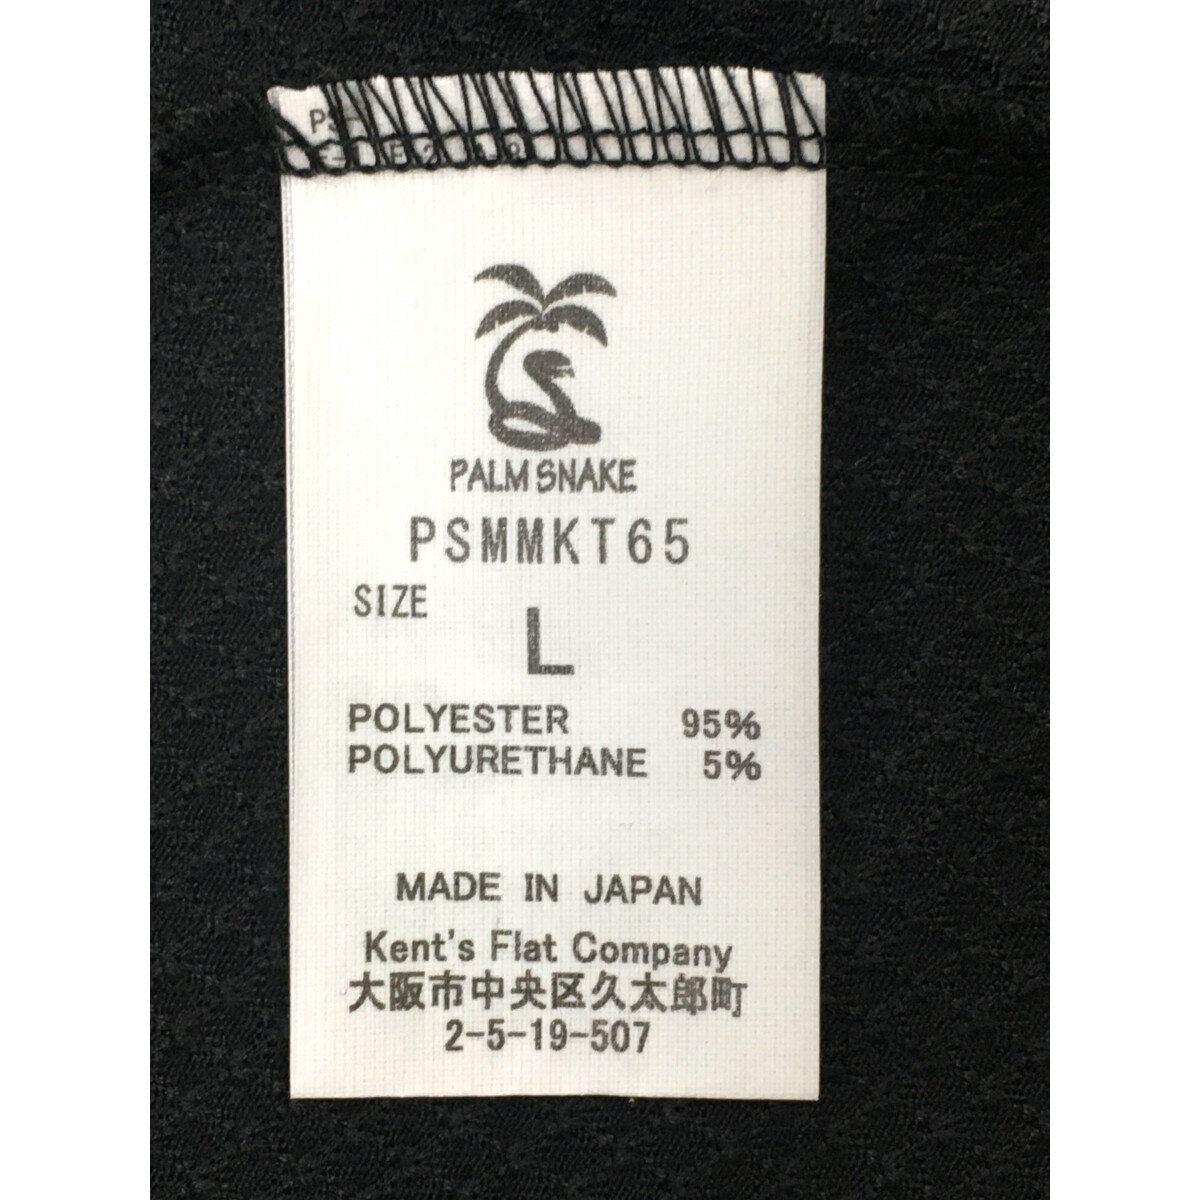 PALM SNAKE
PSMMKT65
SIZE
L
POLYESTER 95%
POLYURETHANE 5%
MADE IN JAPAN
Kent's Flat Company
大阪市中央区久太郎町
2-5-19-507